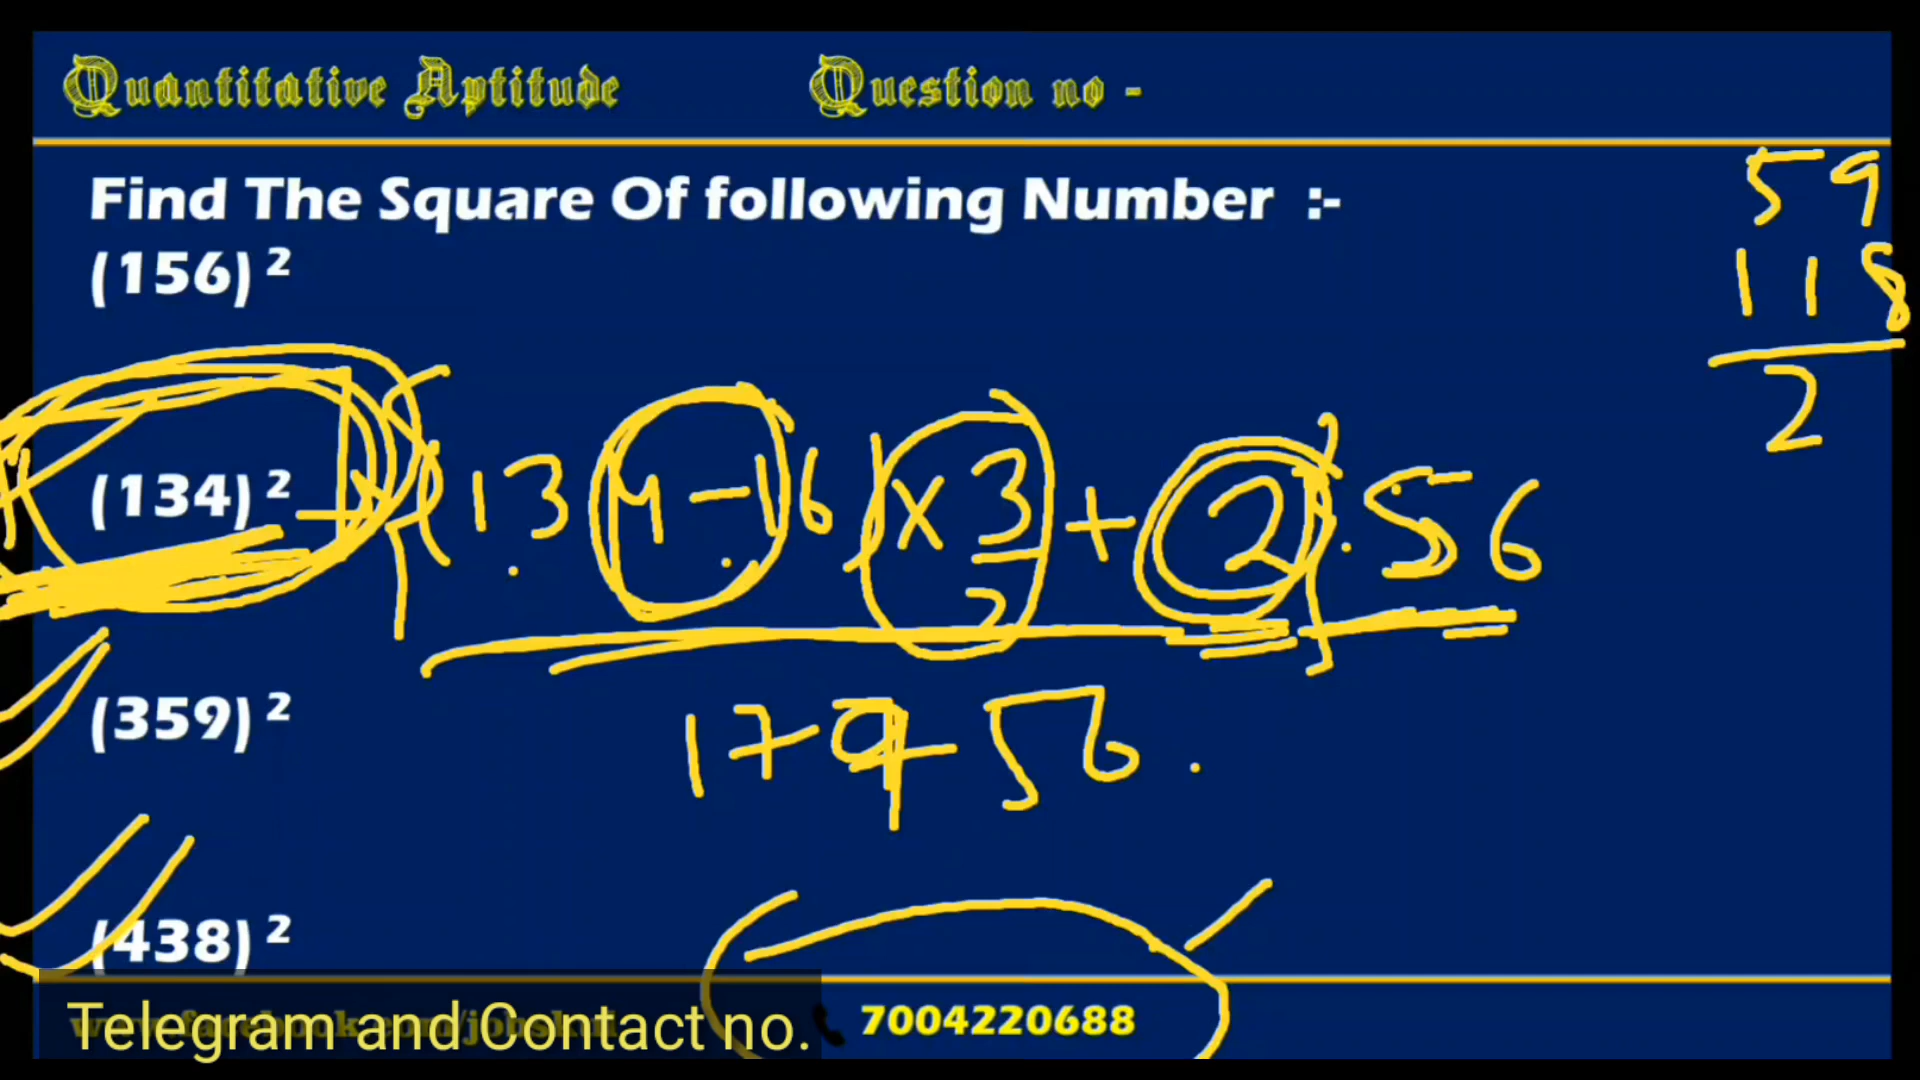 Quantitative Aptitude Question no -
Find The Square Of following Number :-
(156)²
59
118
2
(134)² → {(134-16)×3/2+2}.56
17956.
(359)²
(438)²
Telegram and Contact no. 7004220688